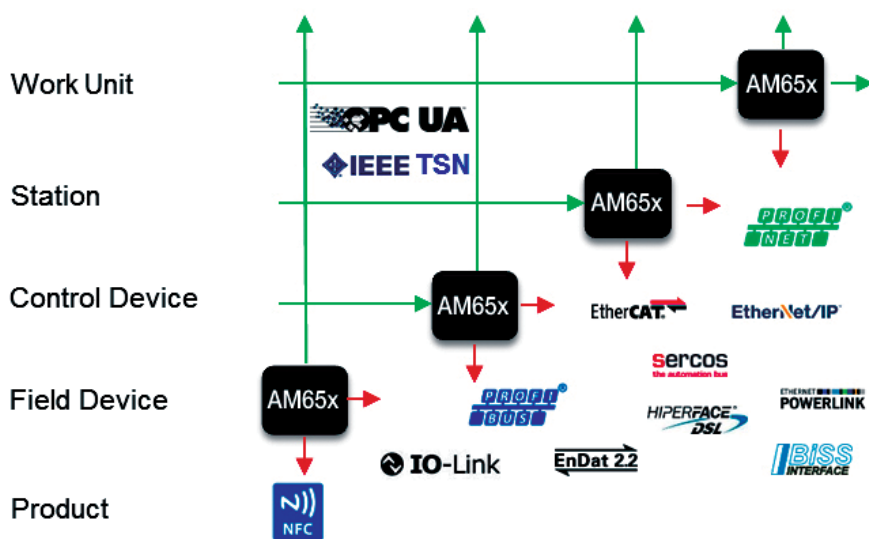 Work Unit
AM65x
OPC UA
IEEE TSN
Station
AM65x
PROFI
NET
®
Control Device
AM65x
EtherCAT.
EtherNet/IP
sercos
the automation bus
Field Device
AM65x
PROFI
BUS
®
HIPERFACE®
DSL
ETHERNET
POWERLINK
IO-Link
EnDat 2.2
BiSS
INTERFACE
Product
NFC